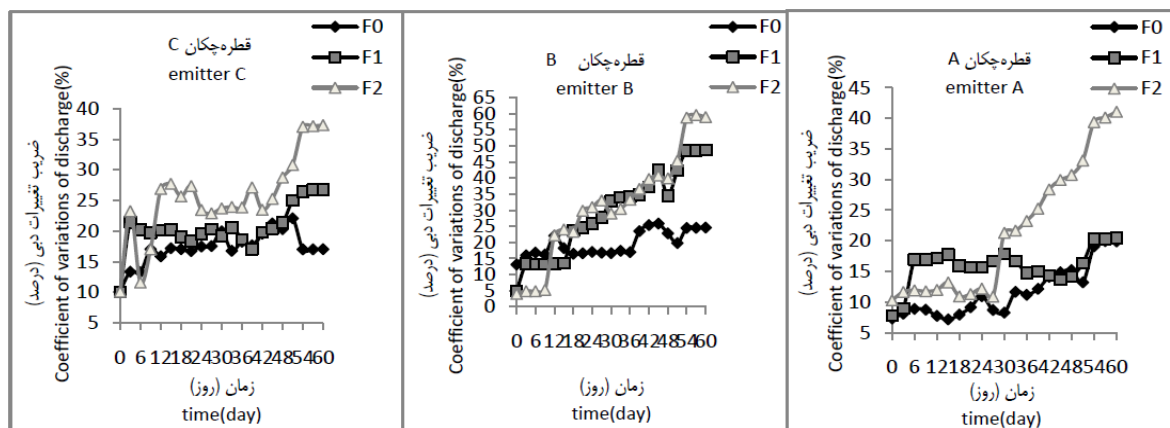 قطره‌چکان C
emitter C
F0
F1
F2
ضریب تغییرات دبی (درصد)
Coefficient of variations of discharge(%)
40
35
30
25
20
15
10
5
0 6 12 18 24 30 36 42 48 54 60
زمان (روز)
time(day)
قطره‌چکان B
emitter B
F0
F1
F2
ضریب تغییرات دبی (درصد)
Coefficient of variations of discharge(%)
65
60
55
50
45
40
35
30
25
20
15
10
5
0
0 6 12 18 24 30 36 42 48 54 60
زمان (روز)
time(day)
قطره‌چکان A
emitter A
F0
F1
F2
ضریب تغییرات دبی (درصد)
Coefficient of variations of discharge(%)
45
40
35
30
25
20
15
10
5
0 6 12 18 24 30 36 42 48 54 60
زمان (روز)
time(day)